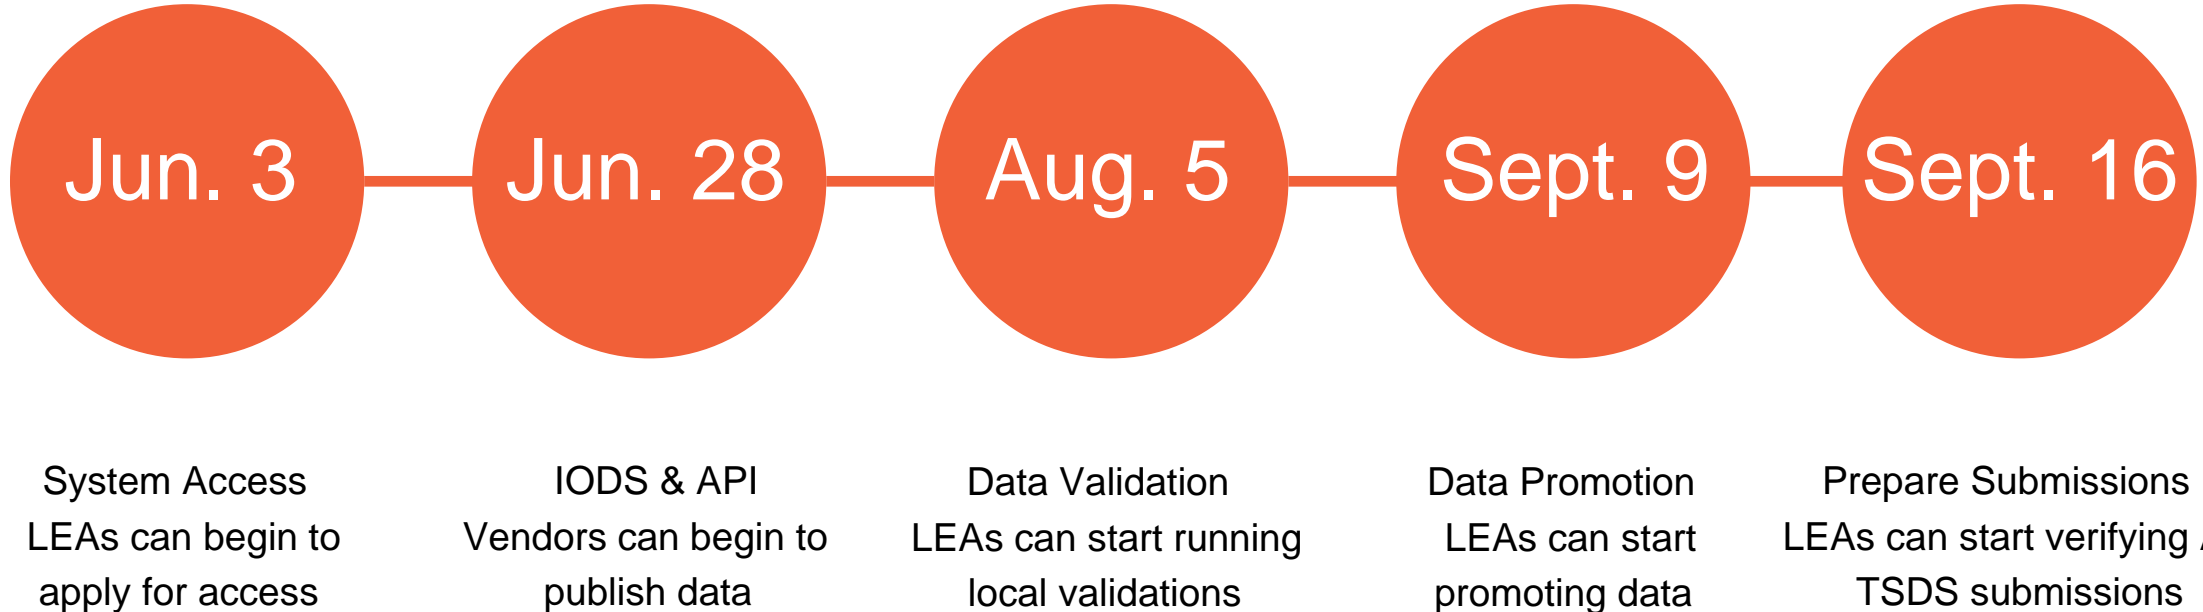 Jun. 3
Jun. 28
Aug. 5
Sept. 9
Sept. 16
System Access
LEAs can begin to
apply for access
IODS & API
Vendors can begin to
publish data
Data Validation
LEAs can start running
local validations
Data Promotion
LEAs can start
promoting data
Prepare Submissions
LEAs can start verifying
TSDS submissions